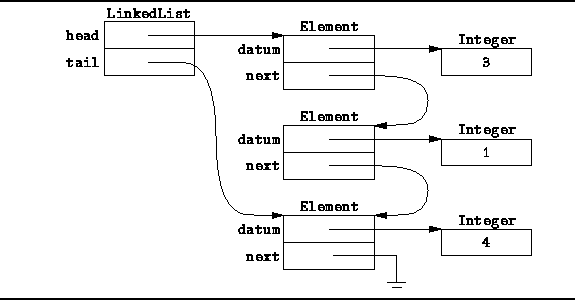 LinkedList
head
tail
Element
datum
next
Integer
3
Element
datum
next
Integer
1
Element
datum
next
Integer
4